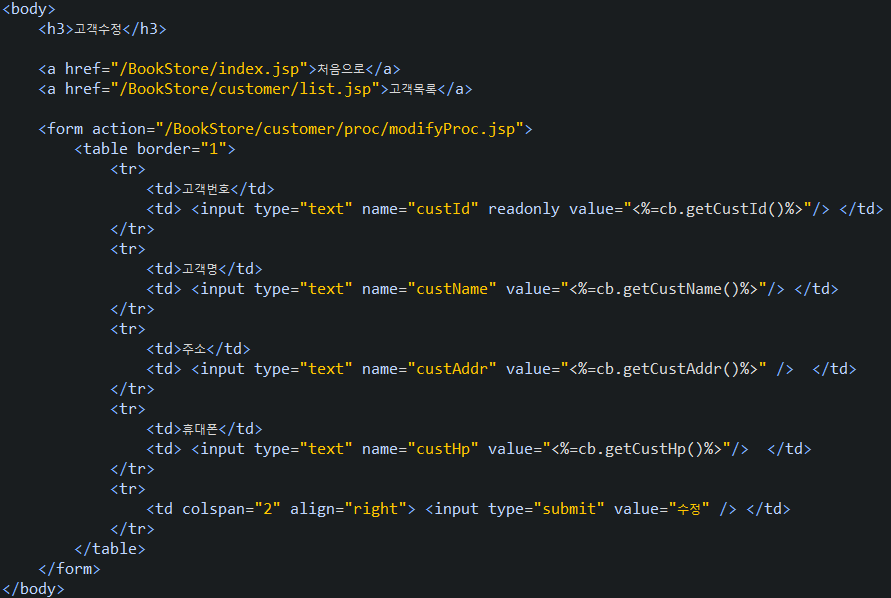 <body>
<h3>고객수정</h3>
<a href="/BookStore/index.jsp">처음으로</a>
<a href="/BookStore/customer/list.jsp">고객목록</a>
<form action="/BookStore/customer/proc/modifyProc.jsp">
<table border="1">
<tr>
<td>고객번호</td>
<td> <input type="text" name="custId" readonly value="<%=cb.getCustId()%>"/> </td>
</tr>
<tr>
<td>고객명</td>
<td> <input type="text" name="custName" value="<%=cb.getCustName()%>"/> </td>
</tr>
<tr>
<td>주소</td>
<td> <input type="text" name="custAddr" value="<%=cb.getCustAddr()%>" />  </td>
</tr>
<tr>
<td>휴대폰</td>
<td> <input type="text" name="custHp" value="<%=cb.getCustHp()%>"/>  </td>
</tr>
<tr>
<td colspan="2" align="right"> <input type="submit" value="수정" /> </td>
</tr>
</table>
</form>
</body>